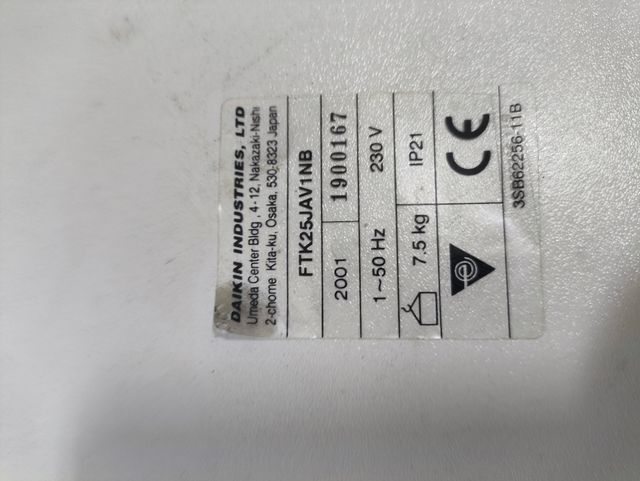 DAIKIN INDUSTRIES, LTD
Umeda Center Bldg , 4-12, Nakazaki-Nishi
2-chome Kita-ku, Osaka, 530-8323 Japan
FTK25JAV1NB
2001 1900167
1~50 Hz 230 V
7.5 kg IP21
CE
3SB62256-11B